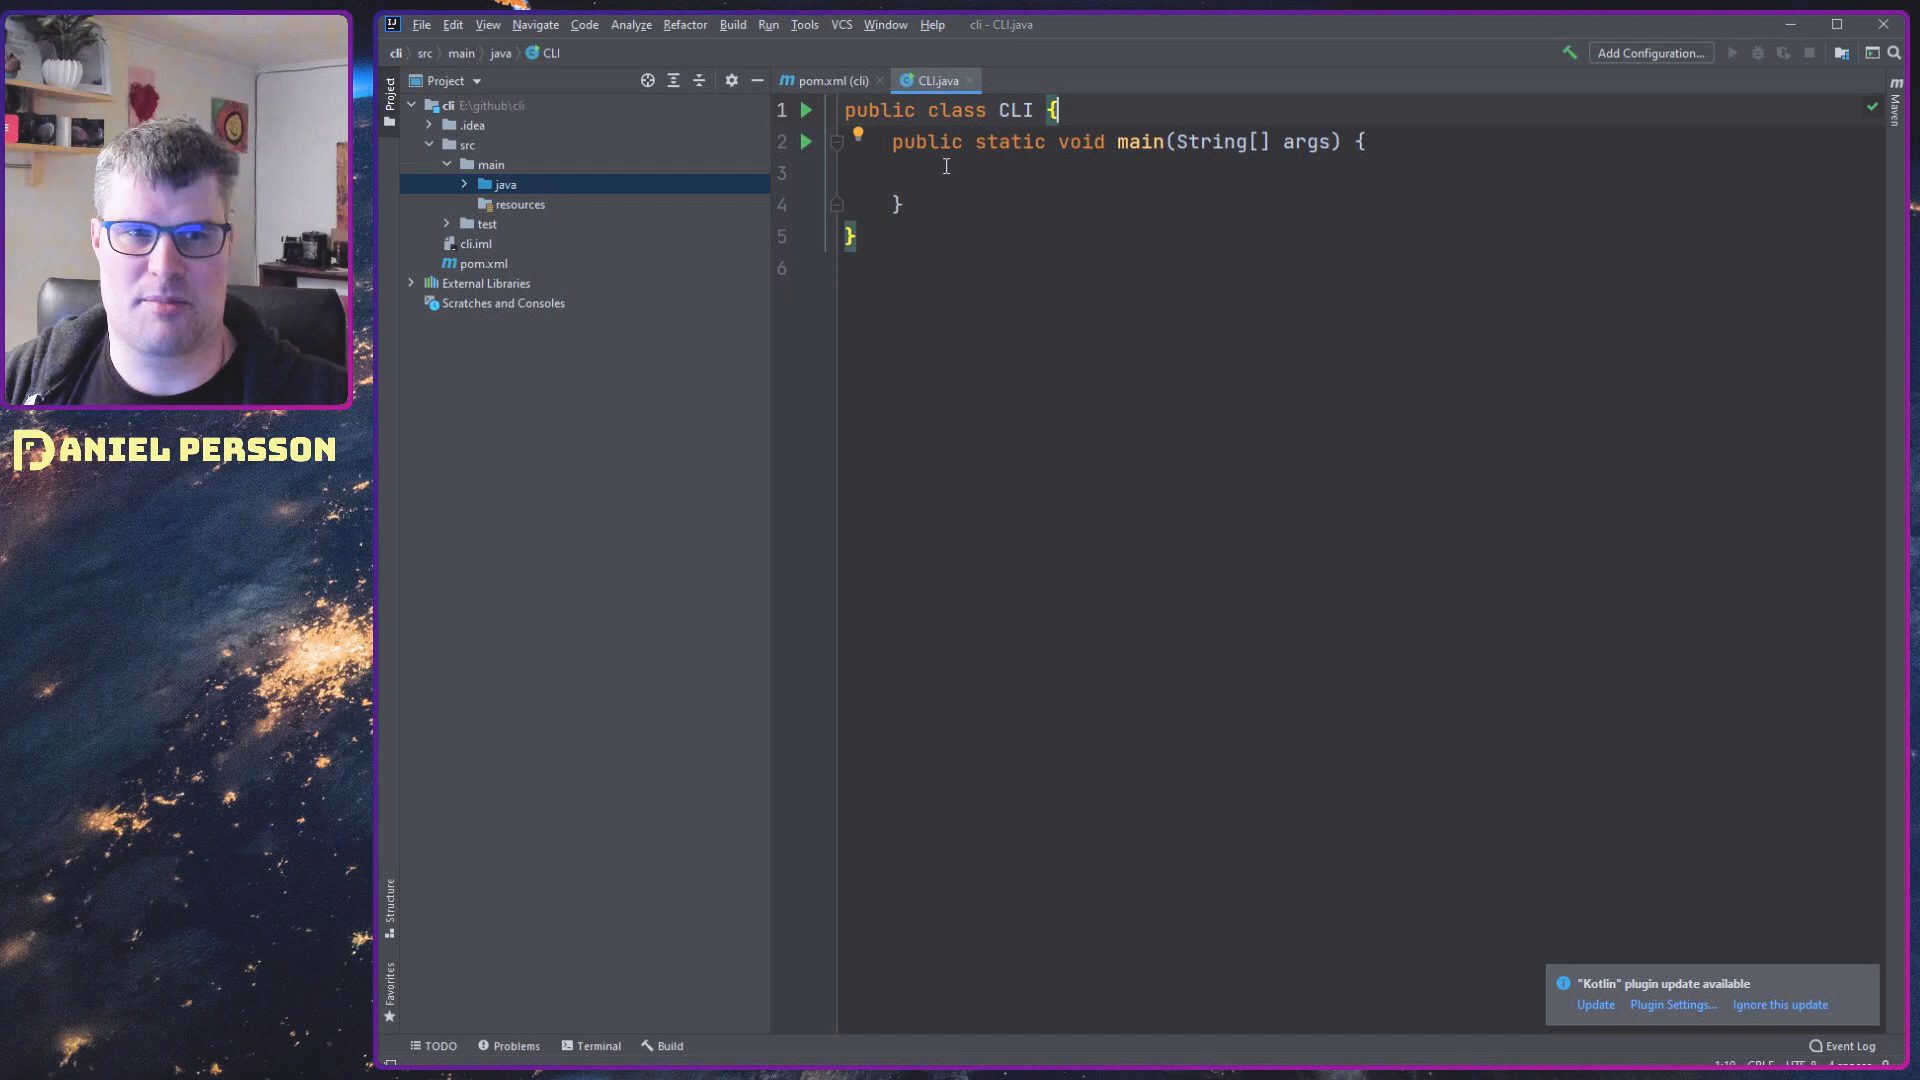 File Edit View Navigate Code Analyze Refactor Build Run Tools VCS Window Help cli - CLI.java
cli src main java CLI
Add Configuration...
Project
Project
pom.xml (cli)
CLI.java
Maven
cli E:\github\cli
.idea
src
main
java
resources
test
cli.iml
pom.xml
External Libraries
Scratches and Consoles
1 public class CLI {
2 public static void main(String[] args) {
3
4 }
5 }
6
DANIEL PERSSON
Structure
Favorites
"Kotlin" plugin update available
Update Plugin Settings... Ignore this update
TODO Problems Terminal Build Event Log